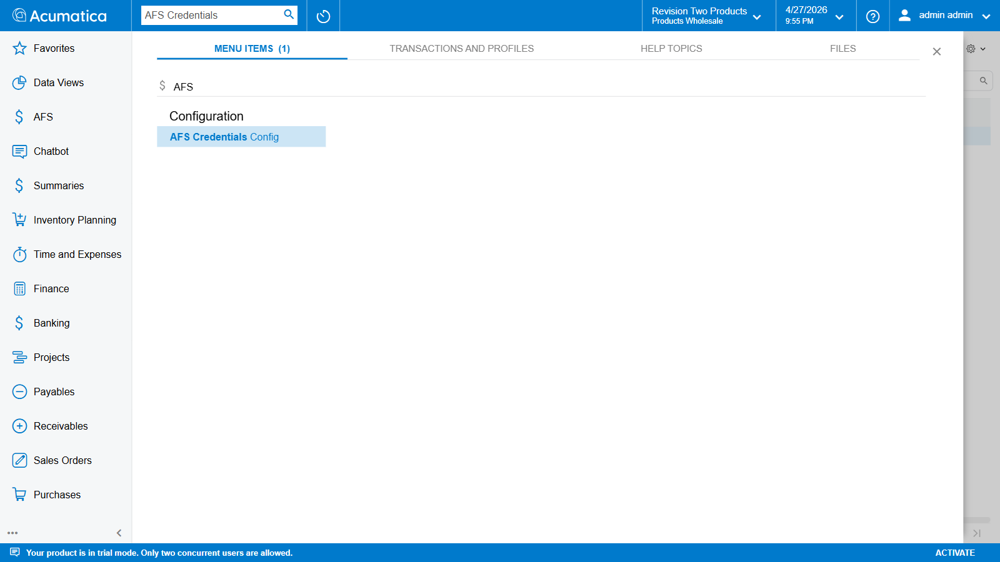 Acumatica
AFS Credentials
Revision Two Products
Products Wholesale
4/27/2026
9:55 PM
admin admin
Favorites
Data Views
AFS
Chatbot
Summaries
Inventory Planning
Time and Expenses
Finance
Banking
Projects
Payables
Receivables
Sales Orders
Purchases
MENU ITEMS (1)
TRANSACTIONS AND PROFILES
HELP TOPICS
FILES
AFS
Configuration
AFS Credentials Config
Your product is in trial mode. Only two concurrent users are allowed.
ACTIVATE